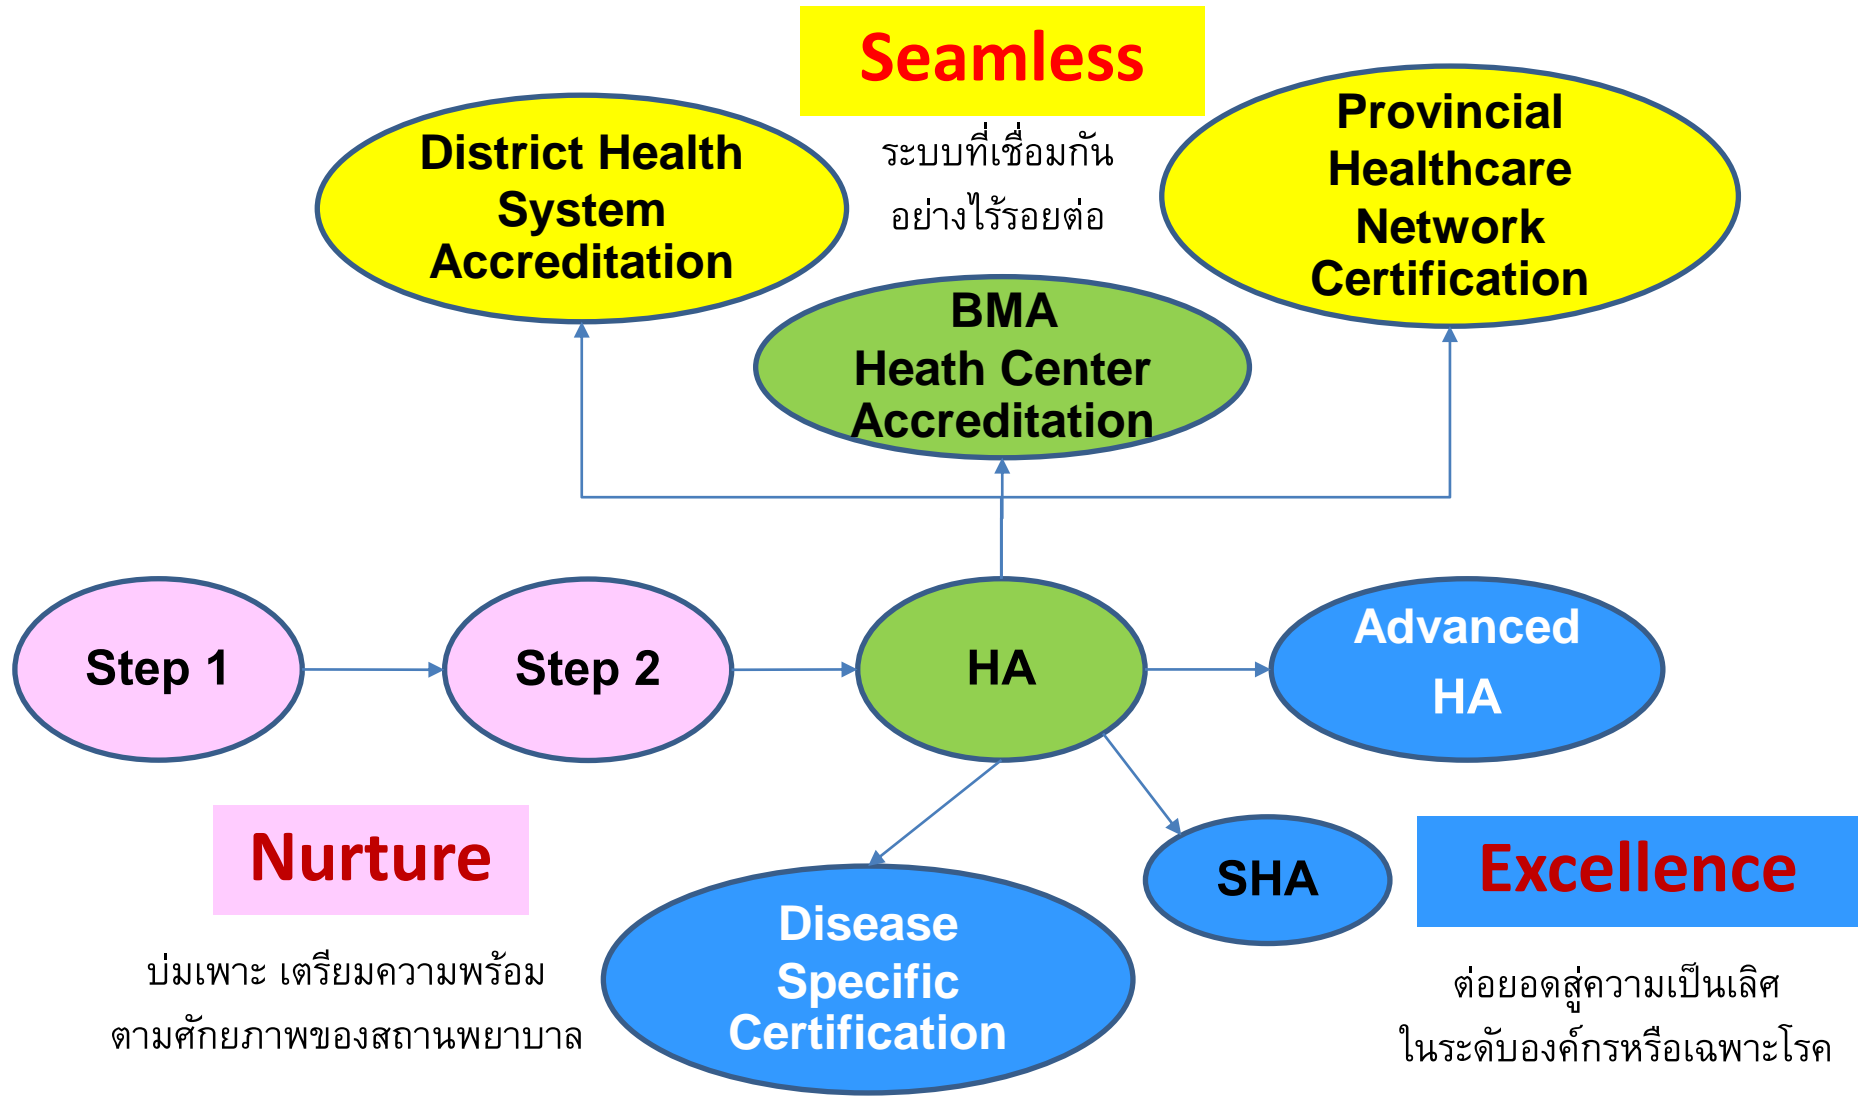 Seamless
ระบบที่เชื่อมกัน
อย่างไร้รอยต่อ
District Health
System
Accreditation
Provincial
Healthcare
Network
Certification
BMA
Heath Center
Accreditation
Step 1
Step 2
HA
Advanced
HA
Nurture
บ่มเพาะ เตรียมความพร้อม
ตามศักยภาพของสถานพยาบาล
Disease
Specific
Certification
SHA
Excellence
ต่อยอดสู่ความเป็นเลิศ
ในระดับองค์กรหรือเฉพาะโรค